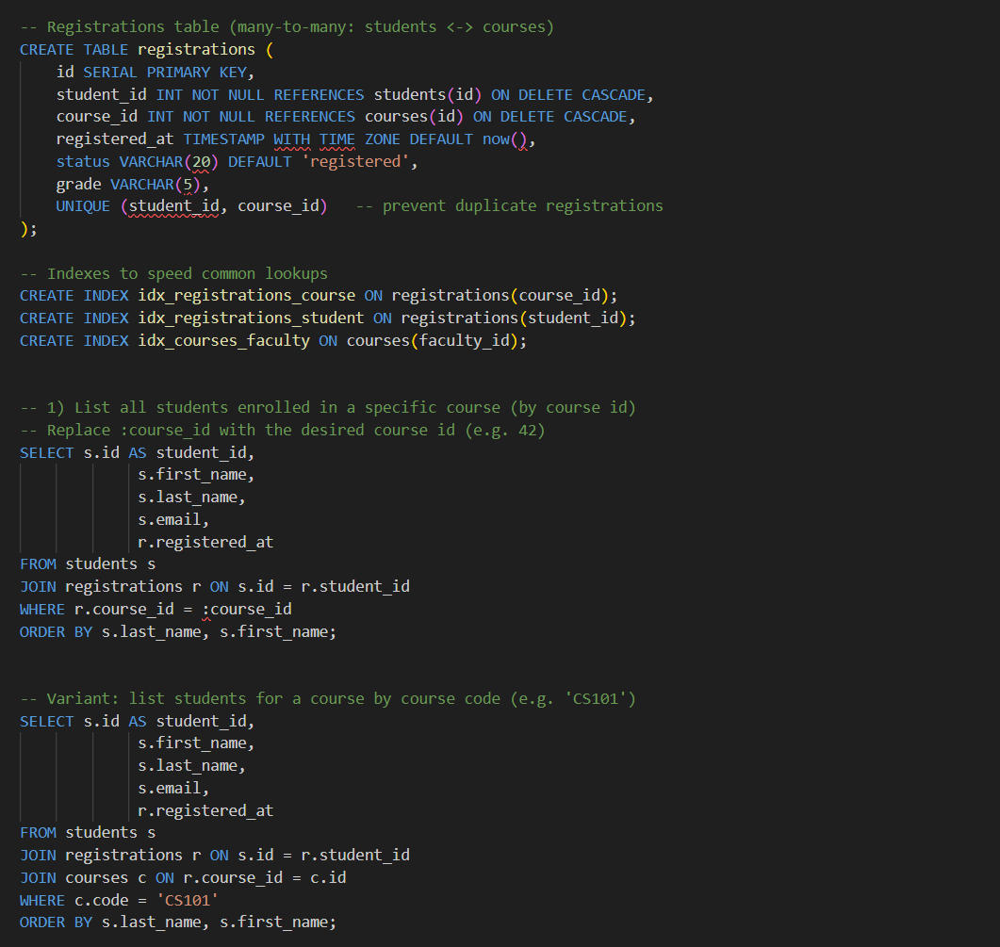 -- Registrations table (many-to-many: students <-> courses)
CREATE TABLE registrations (
    id SERIAL PRIMARY KEY,
    student_id INT NOT NULL REFERENCES students(id) ON DELETE CASCADE,
    course_id INT NOT NULL REFERENCES courses(id) ON DELETE CASCADE,
    registered_at TIMESTAMP WITH TIME ZONE DEFAULT now(),
    status VARCHAR(20) DEFAULT 'registered',
    grade VARCHAR(5),
    UNIQUE (student_id, course_id)   -- prevent duplicate registrations
);

-- Indexes to speed common lookups
CREATE INDEX idx_registrations_course ON registrations(course_id);
CREATE INDEX idx_registrations_student ON registrations(student_id);
CREATE INDEX idx_courses_faculty ON courses(faculty_id);


-- 1) List all students enrolled in a specific course (by course id)
-- Replace :course_id with the desired course id (e.g. 42)
SELECT s.id AS student_id,
             s.first_name,
             s.last_name,
             s.email,
             r.registered_at
FROM students s
JOIN registrations r ON s.id = r.student_id
WHERE r.course_id = :course_id
ORDER BY s.last_name, s.first_name;


-- Variant: list students for a course by course code (e.g. 'CS101')
SELECT s.id AS student_id,
             s.first_name,
             s.last_name,
             s.email,
             r.registered_at
FROM students s
JOIN registrations r ON s.id = r.student_id
JOIN courses c ON r.course_id = c.id
WHERE c.code = 'CS101'
ORDER BY s.last_name, s.first_name;